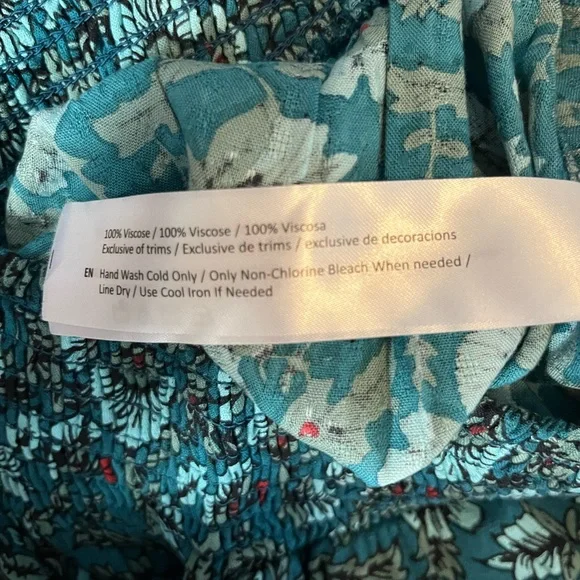 100% Viscose / 100% Viscose / 100% Viscosa
Exclusive of trims / Exclusive de trims / exclusive de decoracions
EN Hand Wash Cold Only / Only Non-Chlorine Bleach When needed /
Line Dry / Use Cool Iron If Needed